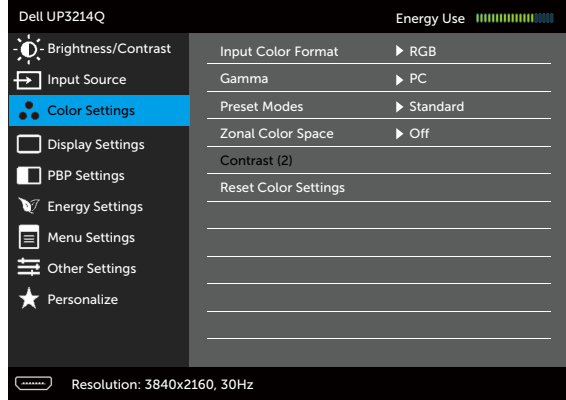 Dell UP3214Q
Energy Use
Brightness/Contrast
Input Source
Color Settings
Display Settings
PBP Settings
Energy Settings
Menu Settings
Other Settings
Personalize
Input Color Format RGB
Gamma PC
Preset Modes Standard
Zonal Color Space Off
Contrast (2)
Reset Color Settings
Resolution: 3840x2160, 30Hz